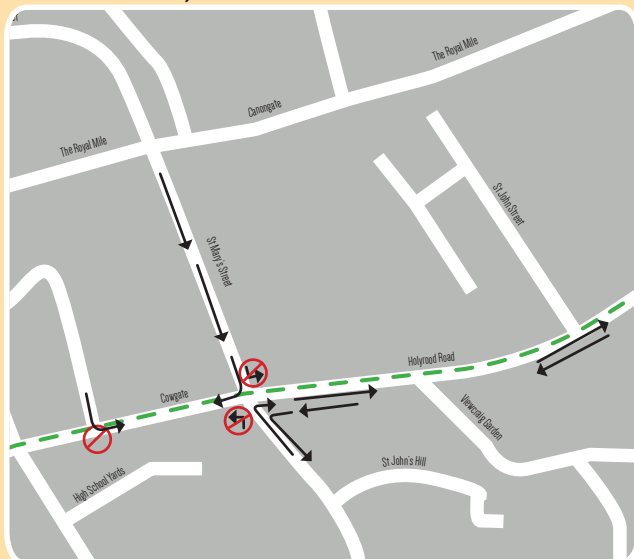 The Royal Mile
Canongate
The Royal Mile
St John Street
St Mary's Street
Holyrood Road
Cowgate
Viewcraig Garden
St John's Hill
High School Yards